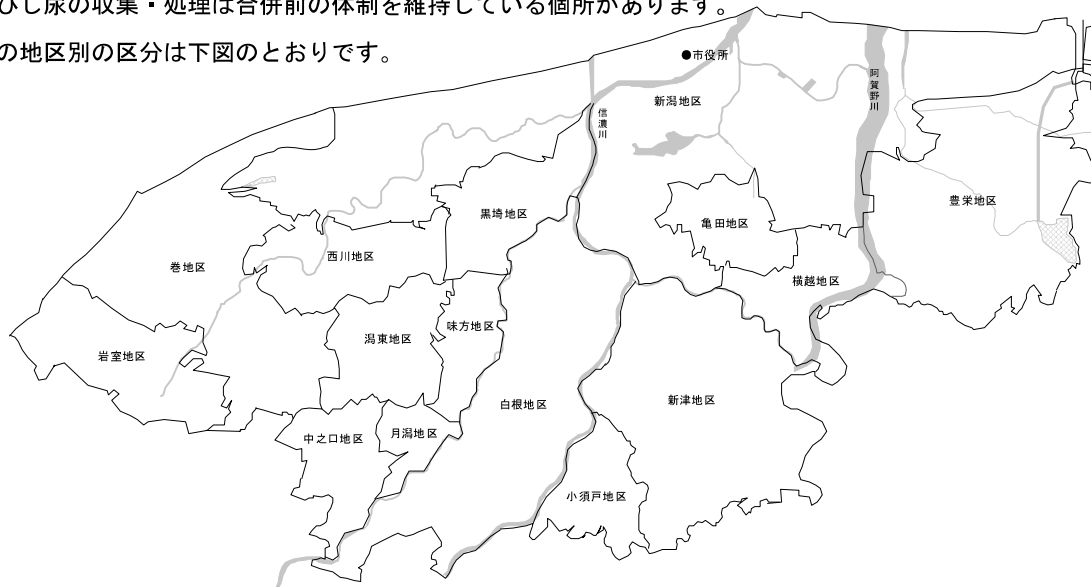 びし尿の収集・処理は合併前の体制を維持している個所があります。
の地区別の区分は下図のとおりです。
●市役所
新潟地区
阿賀野川
信濃川
豊栄地区
黒埼地区
亀田地区
西川地区
巻地区
横越地区
味方地区
潟東地区
岩室地区
白根地区
新津地区
月潟地区
中之口地区
小須戸地区